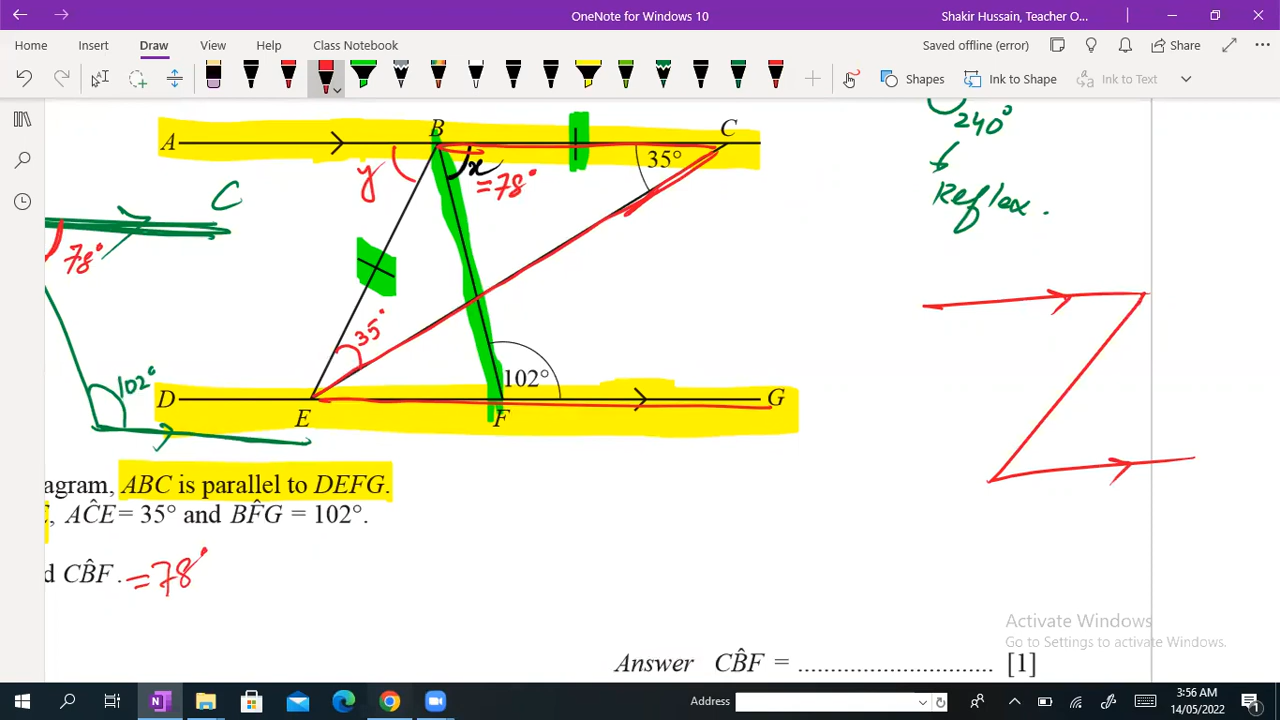 OneNote for Windows 10
Shakir Hussain, Teacher O...
Home Insert Draw View Help Class Notebook
Saved offline (error)
Share
Shapes
Ink to Shape
Ink to Text
240°
Reflex.
A B C
y x 35°
=78°
C
78°
35°
102°
102°
D E F G
agram, ABC is parallel to DEFG.
E, AĈE = 35° and BF̂G = 102°.
d CB̂F. =78°
Answer CB̂F = ............................ [1]
Activate Windows
Go to Settings to activate Windows.
Address
3:56 AM
14/05/2022
1